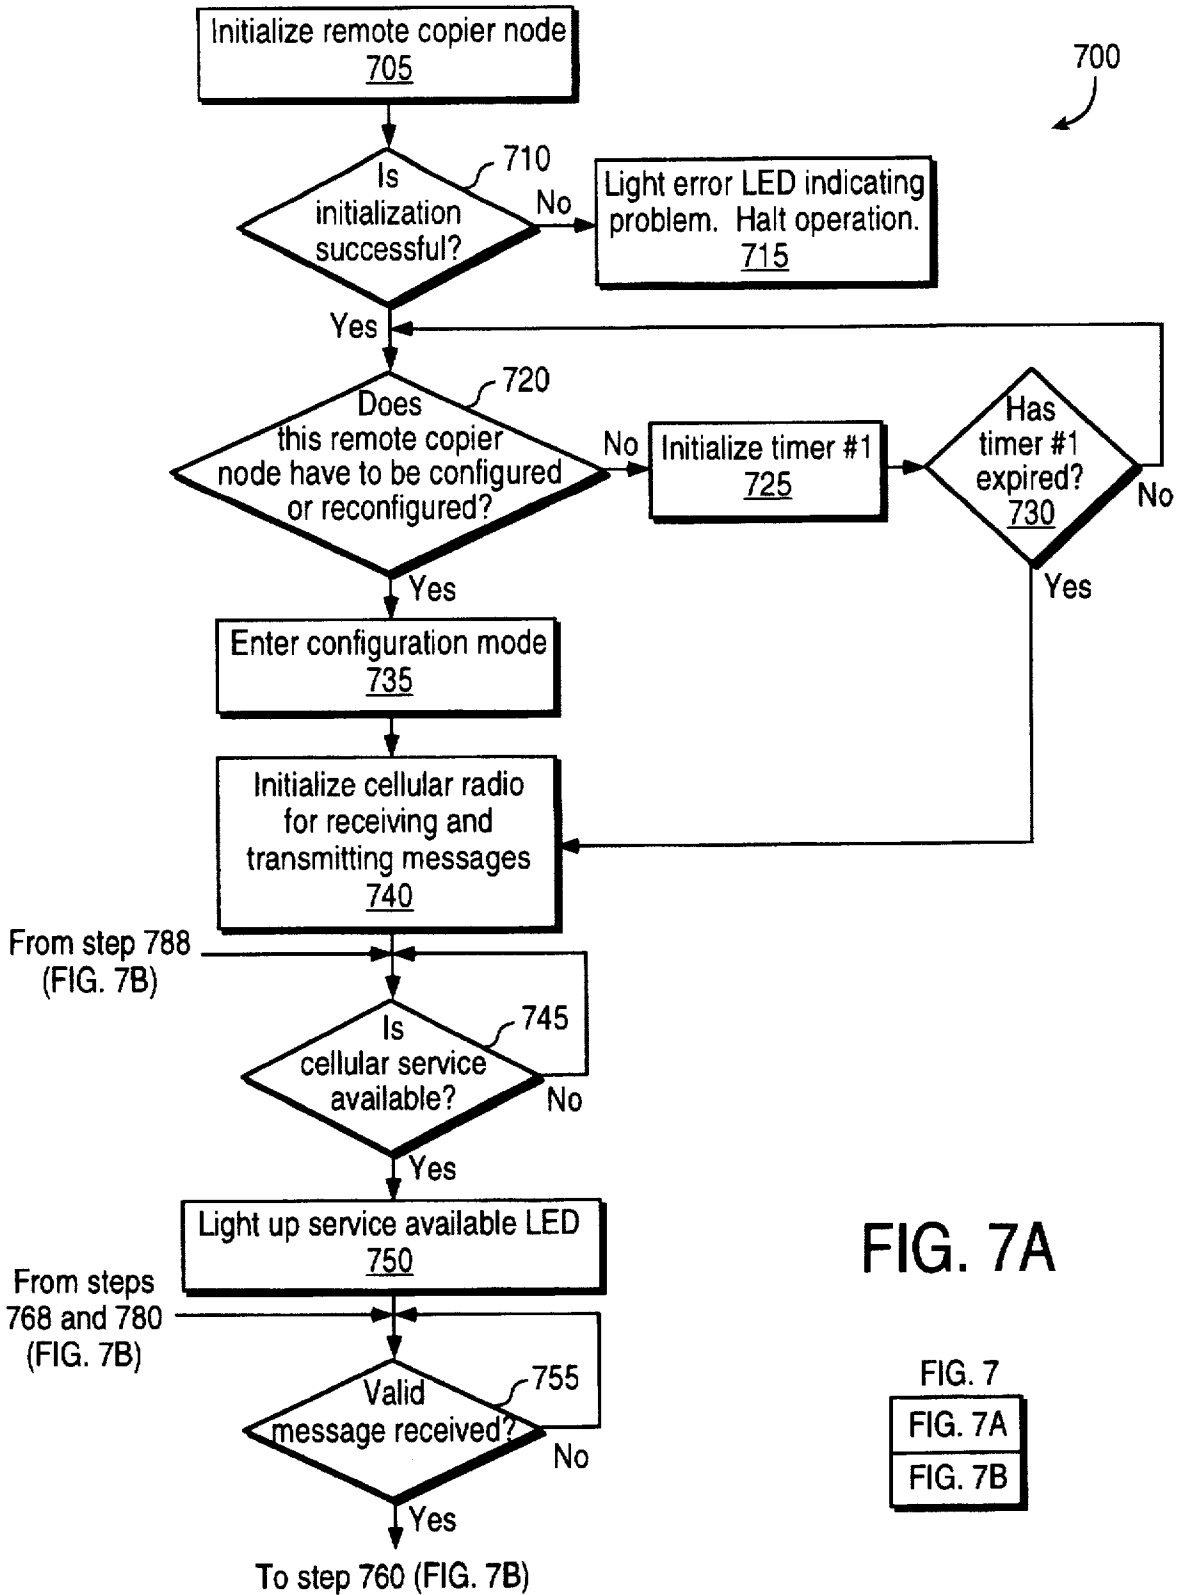 Initialize remote copier node
705
700
710
Is
initialization
successful?
No
Light error LED indicating
problem. Halt operation.
715
Yes
720
Does
this remote copier
node have to be configured
or reconfigured?
No
Initialize timer #1
725
Has
timer #1
expired?
730
No
Yes
Yes
Enter configuration mode
735
Initialize cellular radio
for receiving and
transmitting messages
740
From step 788
(FIG. 7B)
745
Is
cellular service
available?
No
Yes
Light up service available LED
750
From steps
768 and 780
(FIG. 7B)
755
Valid
message received?
No
Yes
To step 760 (FIG. 7B)
FIG. 7A
FIG. 7
FIG. 7A
FIG. 7B